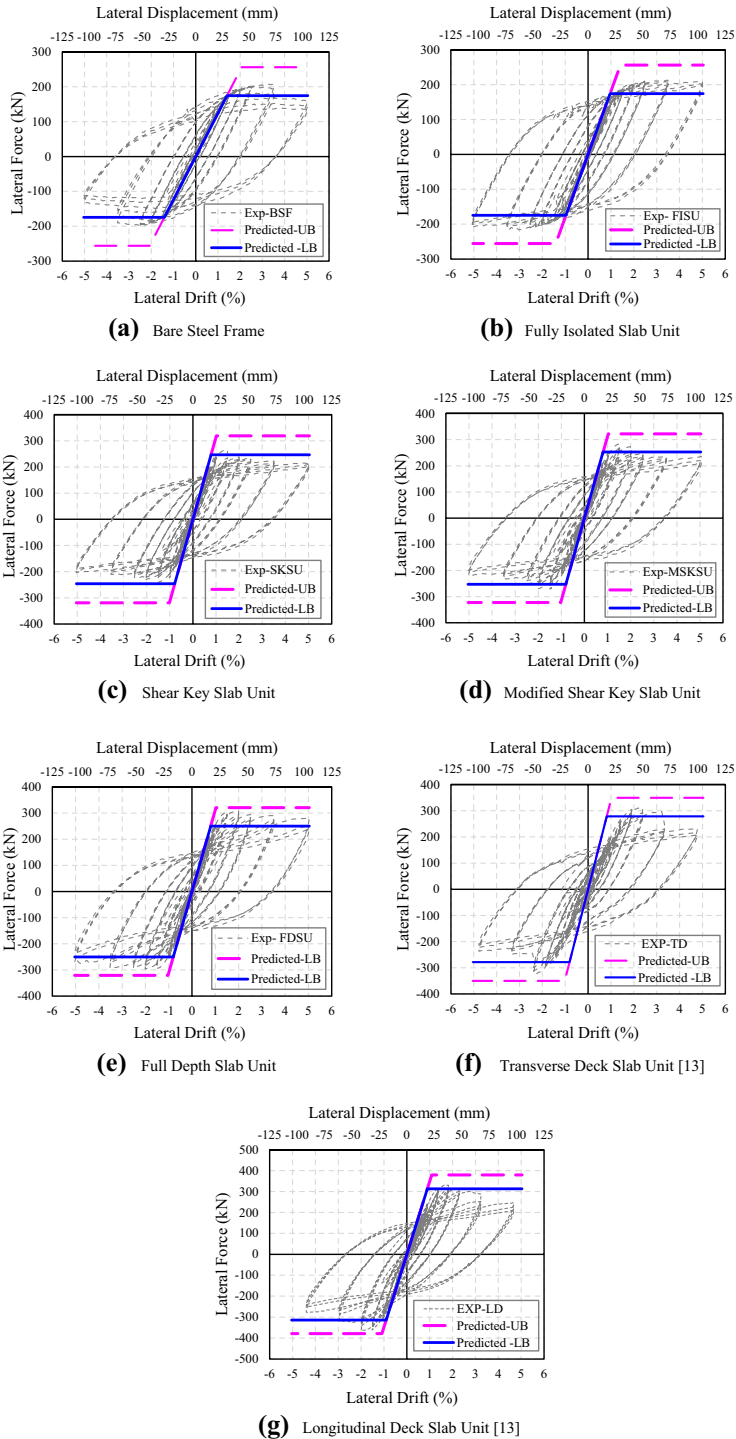 Lateral Displacement (mm)
-125 -100 -75 -50 -25 0 25 50 75 100 125
300
200
100
0
-100
-200
-300
Lateral Force (kN)
Exp-BSF
Predicted-UB
Predicted -LB
-6 -5 -4 -3 -2 -1 0 1 2 3 4 5 6
Lateral Drift (%)
(a) Bare Steel Frame
Lateral Displacement (mm)
-125 -100 -75 -50 -25 0 25 50 75 100 125
300
200
100
0
-100
-200
-300
Lateral Force (kN)
Exp- FISU
Predicted-UB
Predicted -LB
-6 -5 -4 -3 -2 -1 0 1 2 3 4 5 6
Lateral Drift (%)
(b) Fully Isolated Slab Unit
Lateral Displacement (mm)
-125 -100 -75 -50 -25 0 25 50 75 100 125
400
300
200
100
0
-100
-200
-300
-400
Lateral Force (kN)
Exp-SKSU
Predicted-UB
Predicted-LB
-6 -5 -4 -3 -2 -1 0 1 2 3 4 5 6
Lateral Drift (%)
(c) Shear Key Slab Unit
Lateral Displacement (mm)
-125 -100 -75 -50 -25 0 25 50 75 100 125
400
300
200
100
0
-100
-200
-300
-400
Lateral Force (kN)
Exp-MSKSU
Predicted-UB
Predicted-LB
-6 -5 -4 -3 -2 -1 0 1 2 3 4 5 6
Lateral Drift (%)
(d) Modified Shear Key Slab Unit
Lateral Displacement (mm)
-125 -100 -75 -50 -25 0 25 50 75 100 125
400
300
200
100
0
-100
-200
-300
-400
Lateral Force (kN)
Exp- FDSU
Predicted-LB
Predicted-LB
-6 -5 -4 -3 -2 -1 0 1 2 3 4 5 6
Lateral Drift (%)
(e) Full Depth Slab Unit
Lateral Displacement (mm)
-125 -100 -75 -50 -25 0 25 50 75 100 125
400
300
200
100
0
-100
-200
-300
-400
Lateral Force (kN)
EXP-TD
Predicted-UB
Predicted -LB
-6 -5 -4 -3 -2 -1 0 1 2 3 4 5 6
Lateral Drift (%)
(f) Transverse Deck Slab Unit [13]
Lateral Displacement (mm)
-125 -100 -75 -50 -25 0 25 50 75 100 125
500
400
300
200
100
0
-100
-200
-300
-400
-500
Lateral Force (kN)
EXP-LD
Predicted-UB
Predicted -LB
-6 -5 -4 -3 -2 -1 0 1 2 3 4 5 6
Lateral Drift (%)
(g) Longitudinal Deck Slab Unit [13]